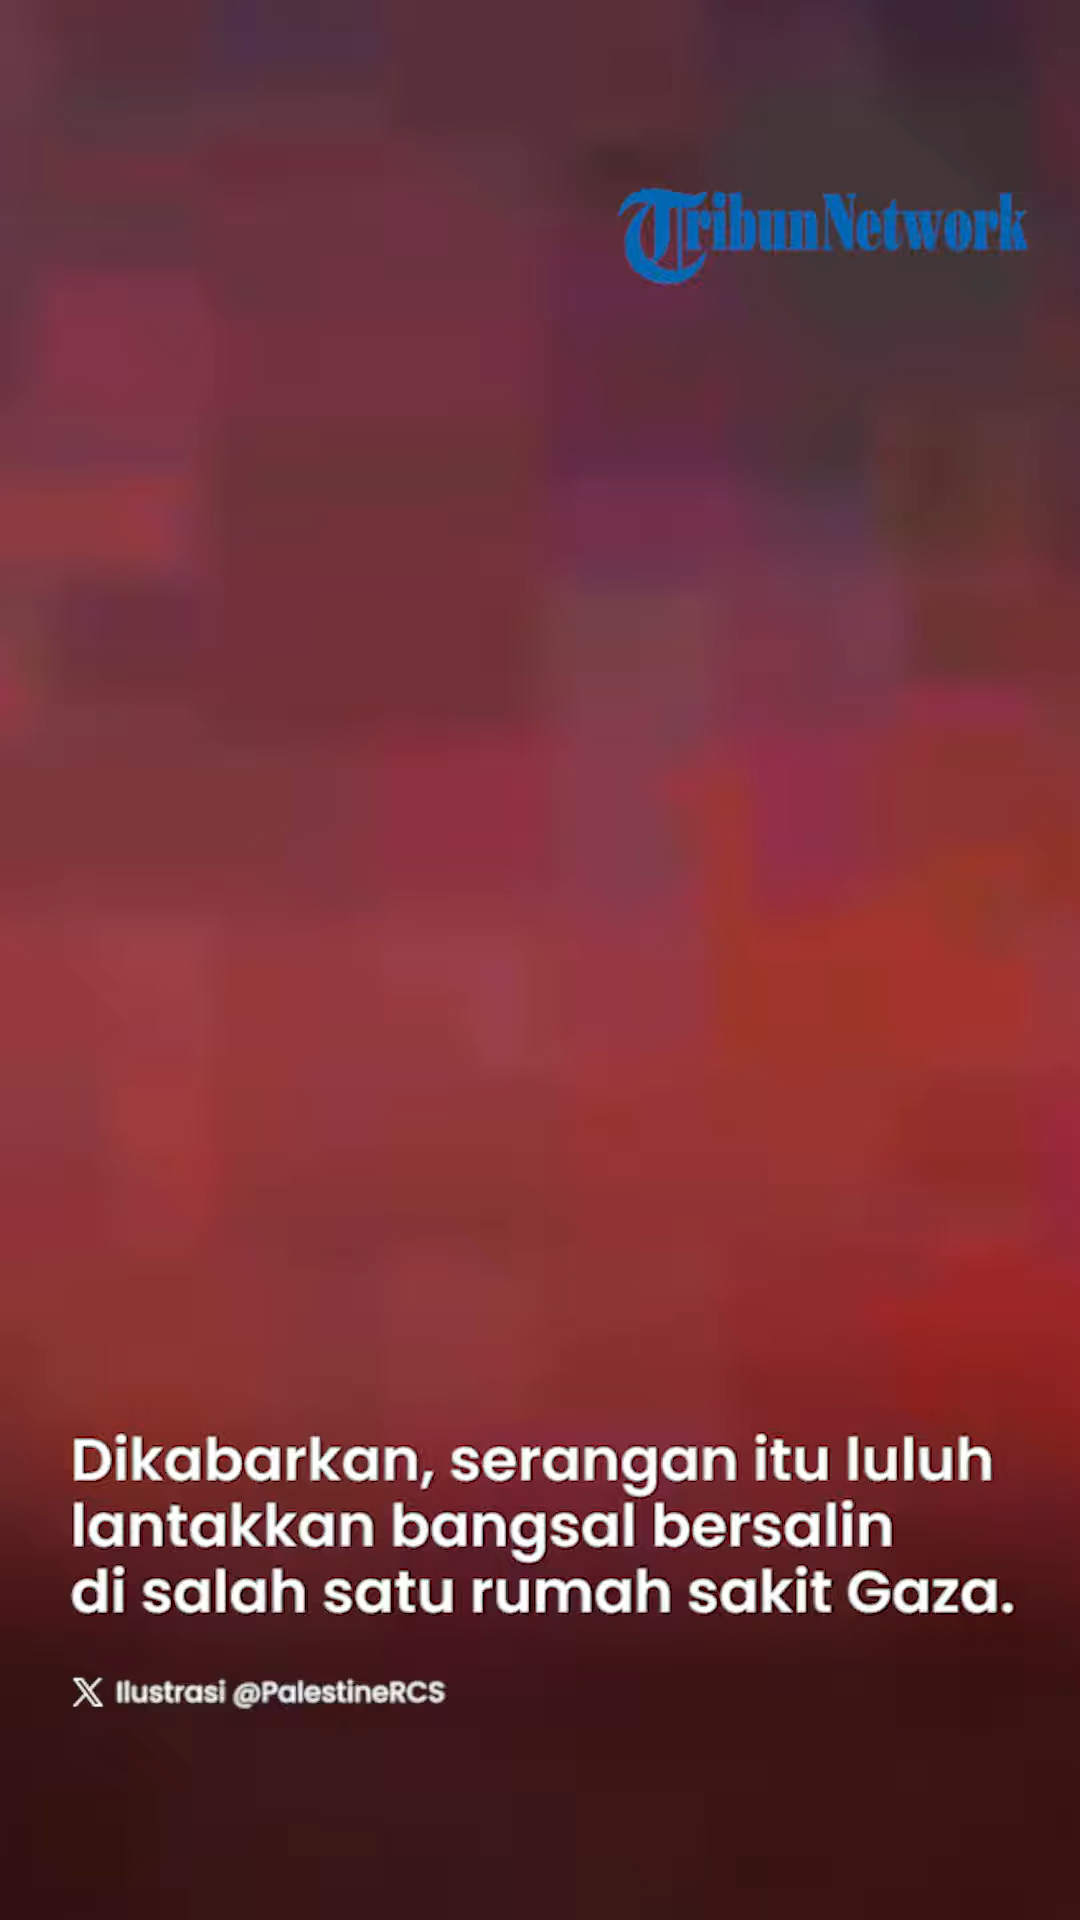 TribunNetwork
Dikabarkan, serangan itu luluh
lantakkan bangsal bersalin
di salah satu rumah sakit Gaza.
X Ilustrasi @PalestineRCS